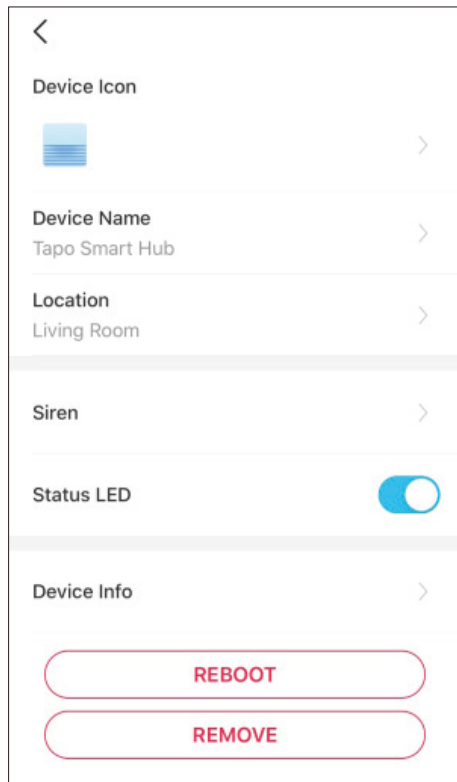 Device Icon
Device Name
Tapo Smart Hub
Location
Living Room
Siren
Status LED
Device Info
REBOOT
REMOVE